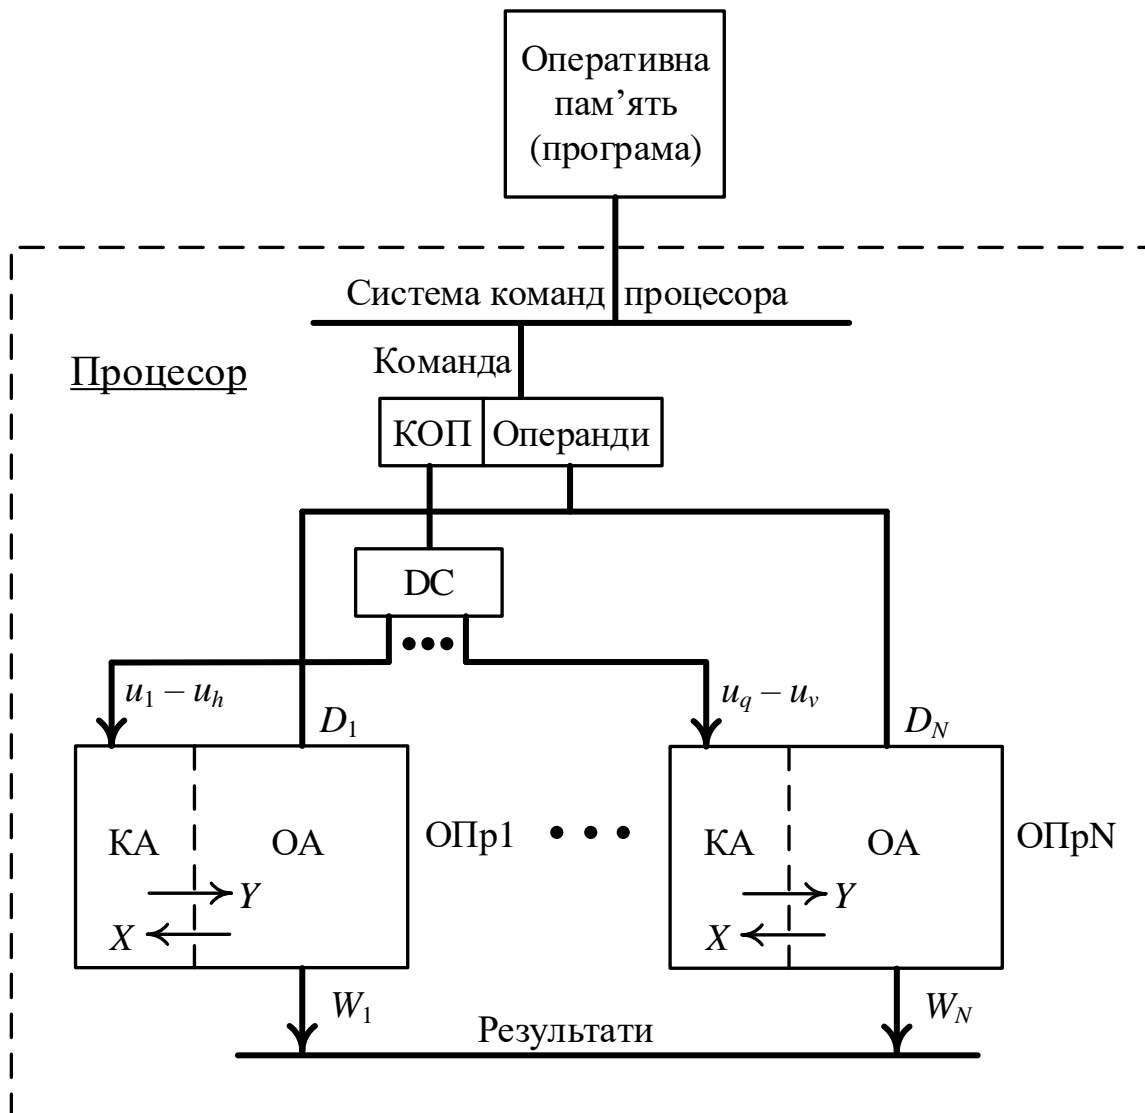 Оперативна
пам’ять
(програма)
Система команд процесора
Команда
Процесор
КОП Операнди
DC
u1 – uh
uq – uv
D1
DN
КА ОА ОПр1 КА ОА ОПрN
Y Y
X X
W1 WN
Результати